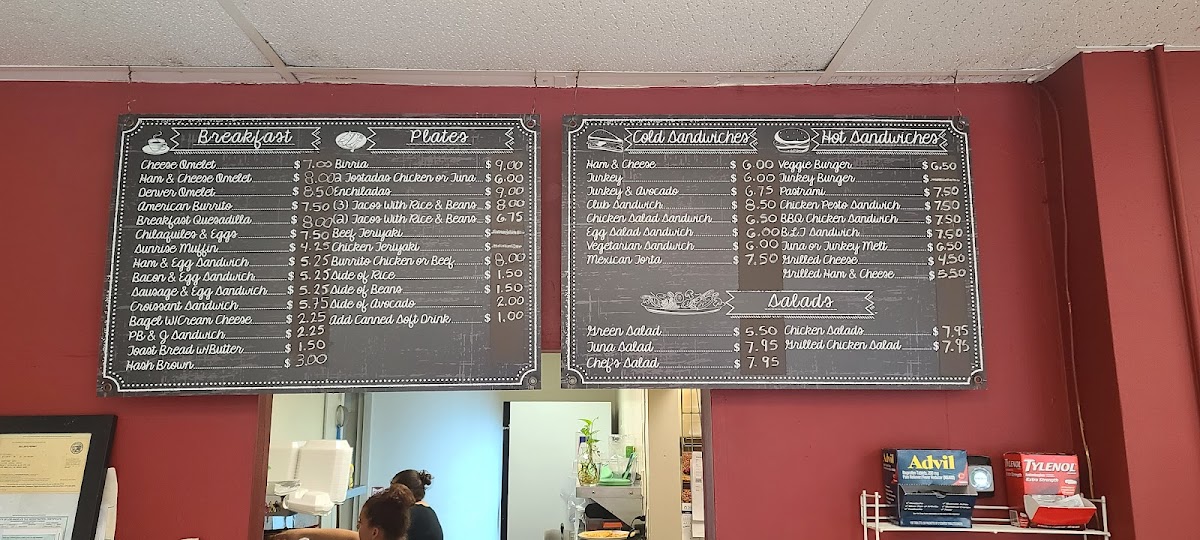 Breakfast
Cheese Omelet $ 7.00
Ham & Cheese Omelet $ 8.00
Denver Omelet $ 8.50
American Burrito $ 7.50
Breakfast Quesadilla $ 8.00
Chilaquiles & Eggs $ 7.50
Sunrise Muffin $ 4.25
Ham & Egg Sandwich $ 5.25
Bacon & Egg Sandwich $ 5.25
Sausage & Egg Sandwich $ 5.25
Croissant Sandwich $ 5.75
Bagel W/Cream Cheese $ 2.25
PB & J Sandwich $ 2.25
Toast Bread w/Butter $ 1.50
Hash Brown $ 3.00
Plates
Birria $ 9.00
2 Tostadas Chicken or Tuna $ 6.00
Enchiladas $ 9.00
(3) Tacos With Rice & Beans $ 8.00
(2) Tacos With Rice & Beans $ 6.75
Beef Teriyaki $
Chicken Teriyaki $
Burrito Chicken or Beef $ 8.00
Side of Rice $ 1.50
Side of Beans $ 1.50
Side of Avocado $ 2.00
Add Canned Soft Drink $ 1.00
Cold Sandwiches
Ham & Cheese $ 6.00
Turkey $ 6.00
Turkey & Avocado $ 6.75
Club Sandwich $ 8.50
Chicken Salad Sandwich $ 6.50
Egg Salad Sandwich $ 6.00
Vegetarian Sandwich $ 6.00
Mexican Torta $ 7.50
Hot Sandwiches
Veggie Burger $ 6.50
Turkey Burger $
Pastrami $ 7.50
Chicken Pesto Sandwich $ 7.50
BBQ Chicken Sandwich $ 7.50
B.L.T Sandwich $ 7.50
Tuna or Turkey Melt $ 6.50
Grilled Cheese $ 4.50
Grilled Ham & Cheese $ 5.50
Salads
Green Salad $ 5.50
Tuna Salad $ 7.95
Chef's Salad $ 7.95
Chicken Salads $ 7.95
Grilled Chicken Salad $ 7.95
Advil
TYLENOL